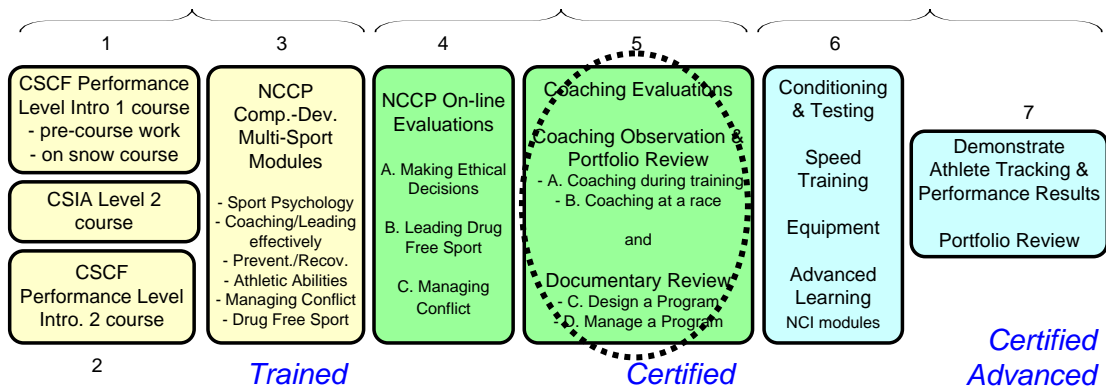 1
CSCF Performance
Level Intro 1 course
- pre-course work
- on snow course
CSIA Level 2
course
CSCF
Performance Level
Intro. 2 course
2
3
NCCP
Comp.-Dev.
Multi-Sport
Modules
- Sport Psychology
- Coaching/Leading
effectively
- Prevent./Recov.
- Athletic Abilities
- Managing Conflict
- Drug Free Sport
Trained
4
NCCP On-line
Evaluations
A. Making Ethical
Decisions
B. Leading Drug
Free Sport
C. Managing
Conflict
5
Coaching Evaluations
Coaching Observation &
Portfolio Review
- A. Coaching during training
- B. Coaching at a race
and
Documentary Review
- C. Design a Program
- D. Manage a Program
Certified
6
Conditioning
& Testing
Speed
Training
Equipment
Advanced
Learning
NCI modules
7
Demonstrate
Athlete Tracking &
Performance Results
Portfolio Review
Certified
Advanced